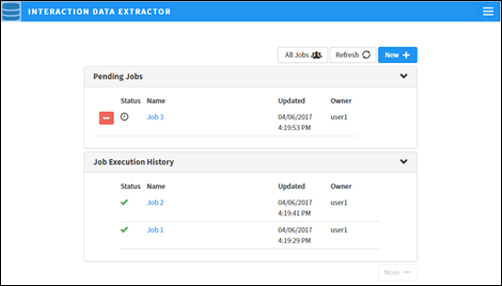 INTERACTION DATA EXTRACTOR
All Jobs Refresh New
Pending Jobs
Status Name Updated Owner
Job 3 04/06/2017 user1
4:19:53 PM
Job Execution History
Status Name Updated Owner
Job 2 04/06/2017 user1
4:19:41 PM
Job 1 04/06/2017 user1
4:19:29 PM
More